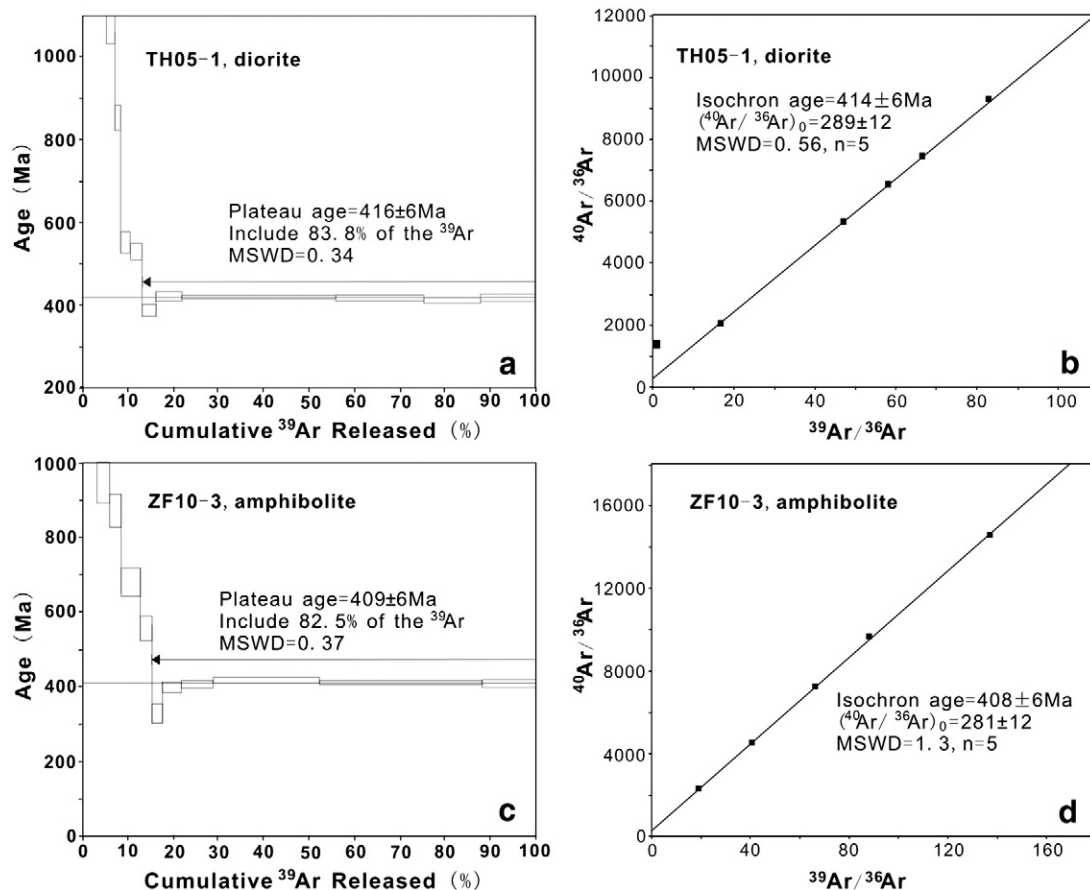 1000
800
600
400
200
Age (Ma)
TH05-1, diorite
Plateau age=416±6Ma
Include 83.8% of the ³⁹Ar
MSWD=0.34
a
0 10 20 30 40 50 60 70 80 90 100
Cumulative ³⁹Ar Released (%)
12000
10000
8000
6000
4000
2000
0
⁴⁰Ar/³⁶Ar
TH05-1, diorite
Isochron age=414±6Ma
(⁴⁰Ar/ ³⁶Ar)₀=289±12
MSWD=0.56, n=5
b
0 20 40 60 80 100
³⁹Ar/³⁶Ar
1000
800
600
400
200
0
Age (Ma)
ZF10-3, amphibolite
Plateau age=409±6Ma
Include 82.5% of the ³⁹Ar
MSWD=0.37
c
0 10 20 30 40 50 60 70 80 90 100
Cumulative ³⁹Ar Released (%)
16000
12000
8000
4000
0
⁴⁰Ar/³⁶Ar
ZF10-3, amphibolite
Isochron age=408±6Ma
(⁴⁰Ar/ ³⁶Ar)₀=281±12
MSWD=1.3, n=5
d
0 40 80 120 160
³⁹Ar/³⁶Ar